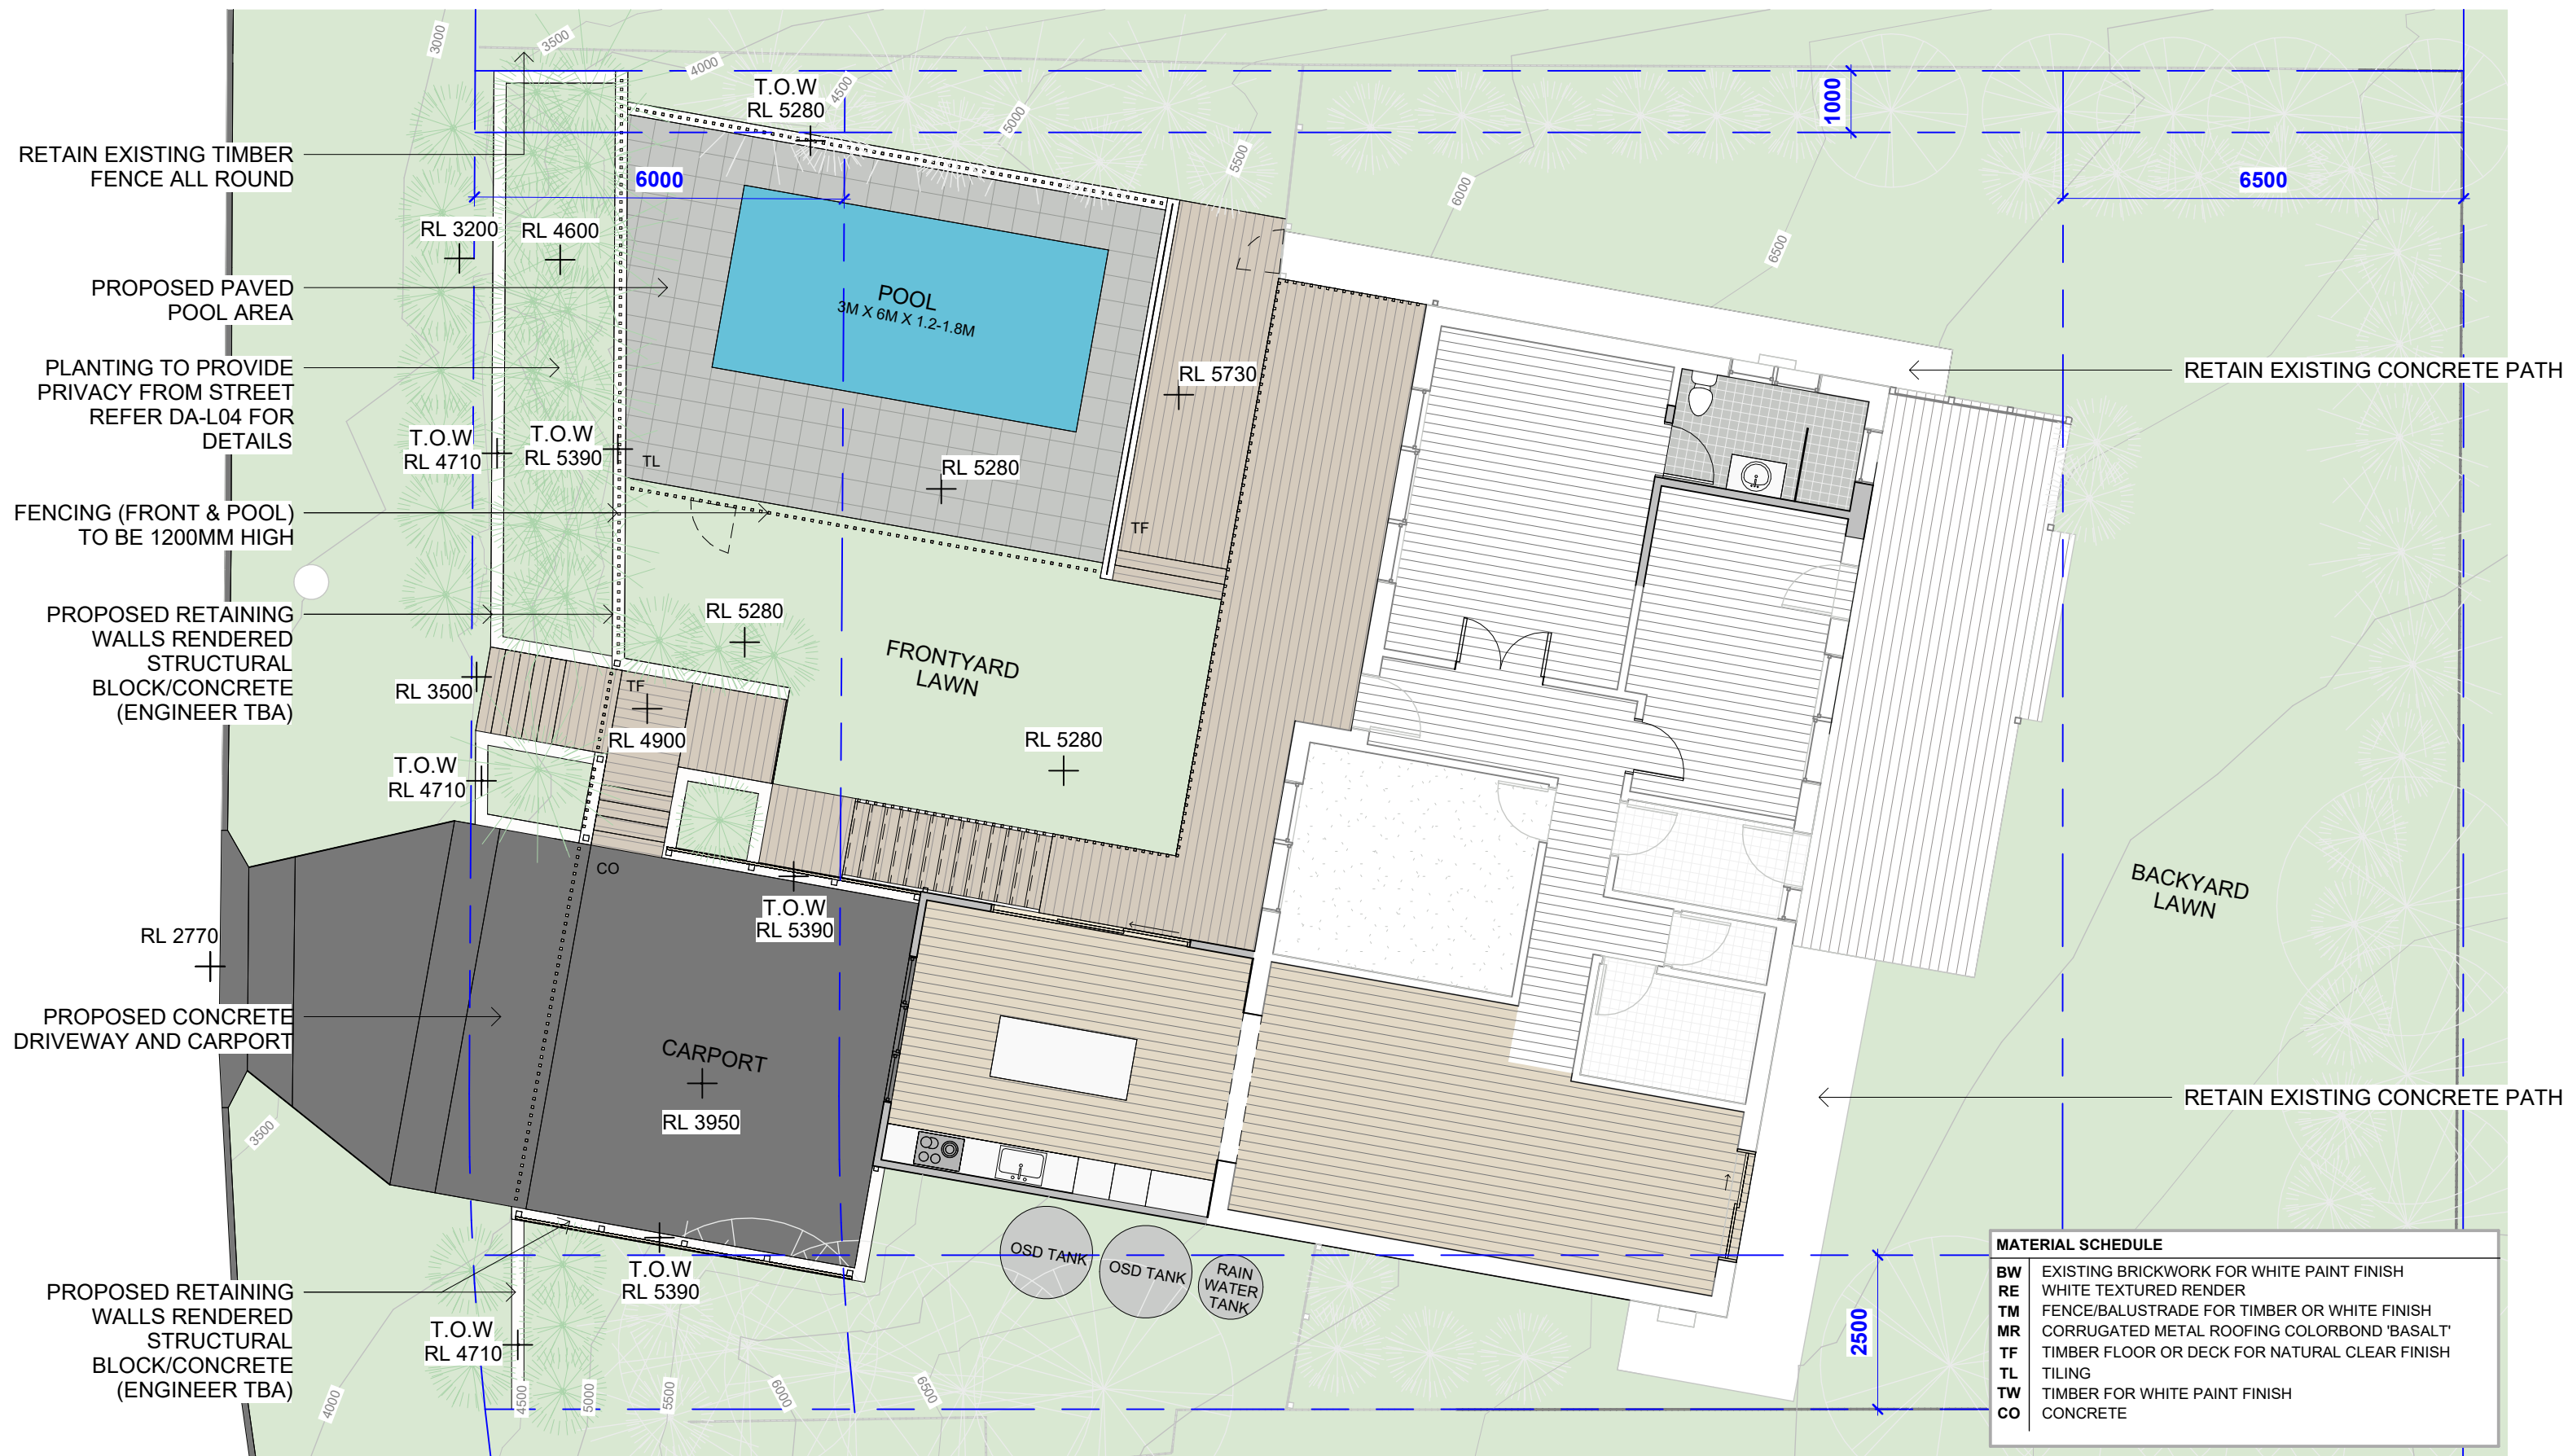 3000
3500
4000
4500
T.O.W
RL 5280
5000
5500
6000
6500
1000
6000
6500
RETAIN EXISTING TIMBER
FENCE ALL ROUND
RL 3200
RL 4600
PROPOSED PAVED
POOL AREA
POOL
3M X 6M X 1.2-1.8M
PLANTING TO PROVIDE
PRIVACY FROM STREET
REFER DA-L04 FOR
DETAILS
RL 5730
RETAIN EXISTING CONCRETE PATH
T.O.W
RL 4710
T.O.W
RL 5390
TL
RL 5280
FENCING (FRONT & POOL)
TO BE 1200MM HIGH
TF
PROPOSED RETAINING
WALLS RENDERED
STRUCTURAL
BLOCK/CONCRETE
(ENGINEER TBA)
RL 5280
FRONTYARD
LAWN
RL 3500
TF
RL 4900
RL 5280
T.O.W
RL 4710
CO
T.O.W
RL 5390
BACKYARD
LAWN
RL 2770
PROPOSED CONCRETE
DRIVEWAY AND CARPORT
CARPORT
RL 3950
RETAIN EXISTING CONCRETE PATH
3500
OSD TANK
OSD TANK
RAIN
WATER
TANK
T.O.W
RL 5390
PROPOSED RETAINING
WALLS RENDERED
STRUCTURAL
BLOCK/CONCRETE
(ENGINEER TBA)
T.O.W
RL 4710
4000
4500
5000
5500
6000
6500
2500
MATERIAL SCHEDULE
BW EXISTING BRICKWORK FOR WHITE PAINT FINISH
RE WHITE TEXTURED RENDER
TM FENCE/BALUSTRADE FOR TIMBER OR WHITE FINISH
MR CORRUGATED METAL ROOFING COLORBOND 'BASALT'
TF TIMBER FLOOR OR DECK FOR NATURAL CLEAR FINISH
TL TILING
TW TIMBER FOR WHITE PAINT FINISH
CO CONCRETE